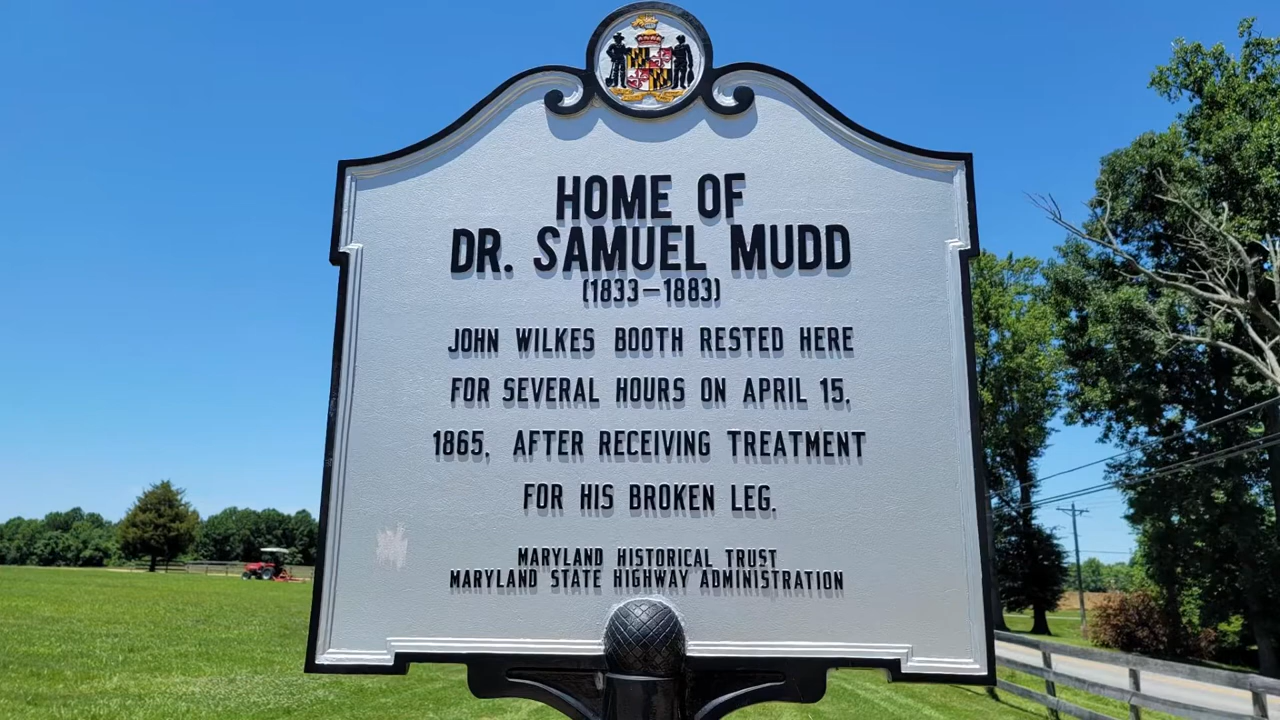 HOME OF
DR. SAMUEL MUDD
(1833–1883)
JOHN WILKES BOOTH RESTED HERE
FOR SEVERAL HOURS ON APRIL 15,
1865, AFTER RECEIVING TREATMENT
FOR HIS BROKEN LEG.
MARYLAND HISTORICAL TRUST
MARYLAND STATE HIGHWAY ADMINISTRATION